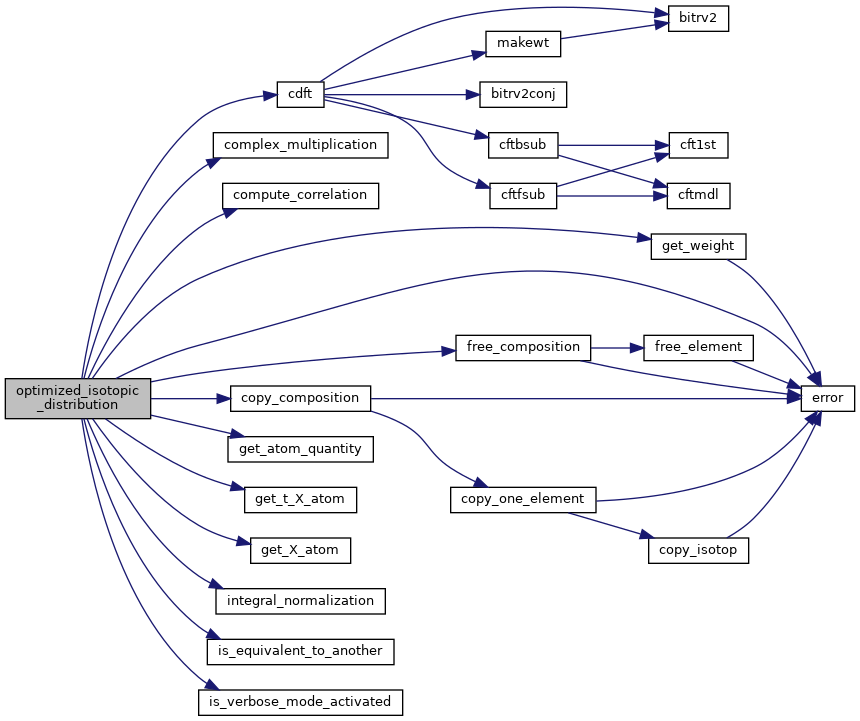 bitrv2
makewt
cdft
bitrv2conj
complex_multiplication
cftbsub
cft1st
compute_correlation
cftfsub
cftmdl
get_weight
free_composition
free_element
optimized_isotopic
_distribution
copy_composition
error
get_atom_quantity
get_t_X_atom
copy_one_element
get_X_atom
copy_isotop
integral_normalization
is_equivalent_to_another
is_verbose_mode_activated